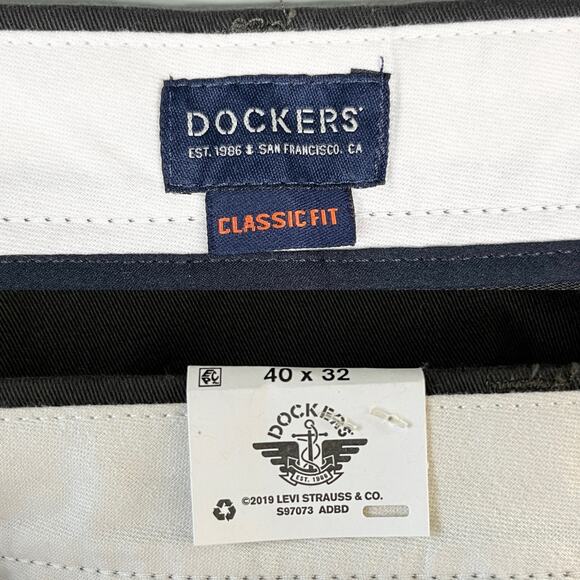 DOCKERS
EST. 1986 SAN FRANCISCO, CA
CLASSIC FIT
40 x 32
DOCKERS
EST. 1986
©2019 LEVI STRAUSS & CO.
S97073 ADBD